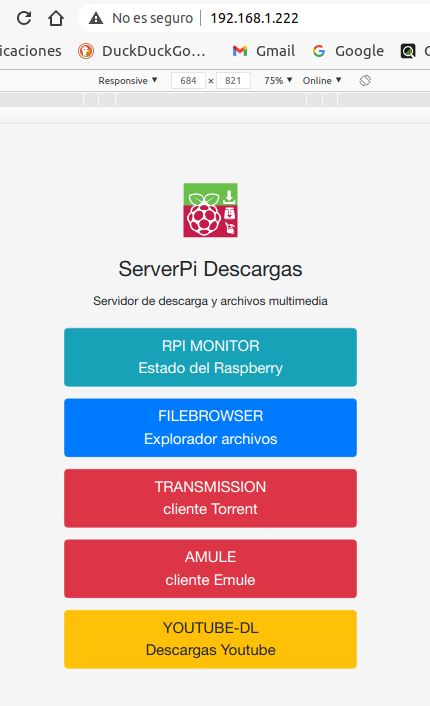 No es seguro 192.168.1.222
icaciones DuckDuckGo... Gmail Google
Responsive ▼ 684 × 821 75% ▼ Online ▼
ServerPi Descargas
Servidor de descarga y archivos multimedia
RPI MONITOR
Estado del Raspberry
FILEBROWSER
Explorador archivos
TRANSMISSION
cliente Torrent
AMULE
cliente Emule
YOUTUBE-DL
Descargas Youtube